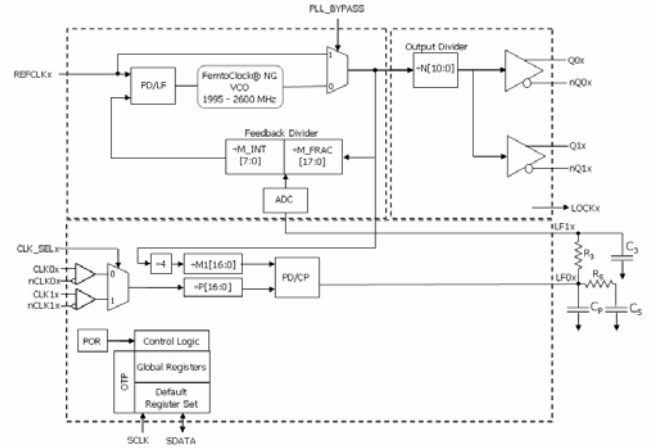 PLL_BYPASS
REFCLKx
PD/LF
FemtoClock® NG
VCO
1995 - 2600 MHz
1
0
Output Divider
÷N[10:0]
Q0x
nQ0x
Feedback Divider
÷M_INT
[7:0]
÷M_FRAC
[17:0]
Q1x
nQ1x
ADC
LOCKx
LF1x
CLK_SELx
CLK0x
nCLK0x
CLK1x
nCLK1x
0
1
÷4
÷M1[16:0]
÷P[16:0]
PD/CP
R3
C3
LF0x
RS
CP
CS
POR
Control Logic
OTP
Global Registers
Default
Register Set
SCLK
SDATA